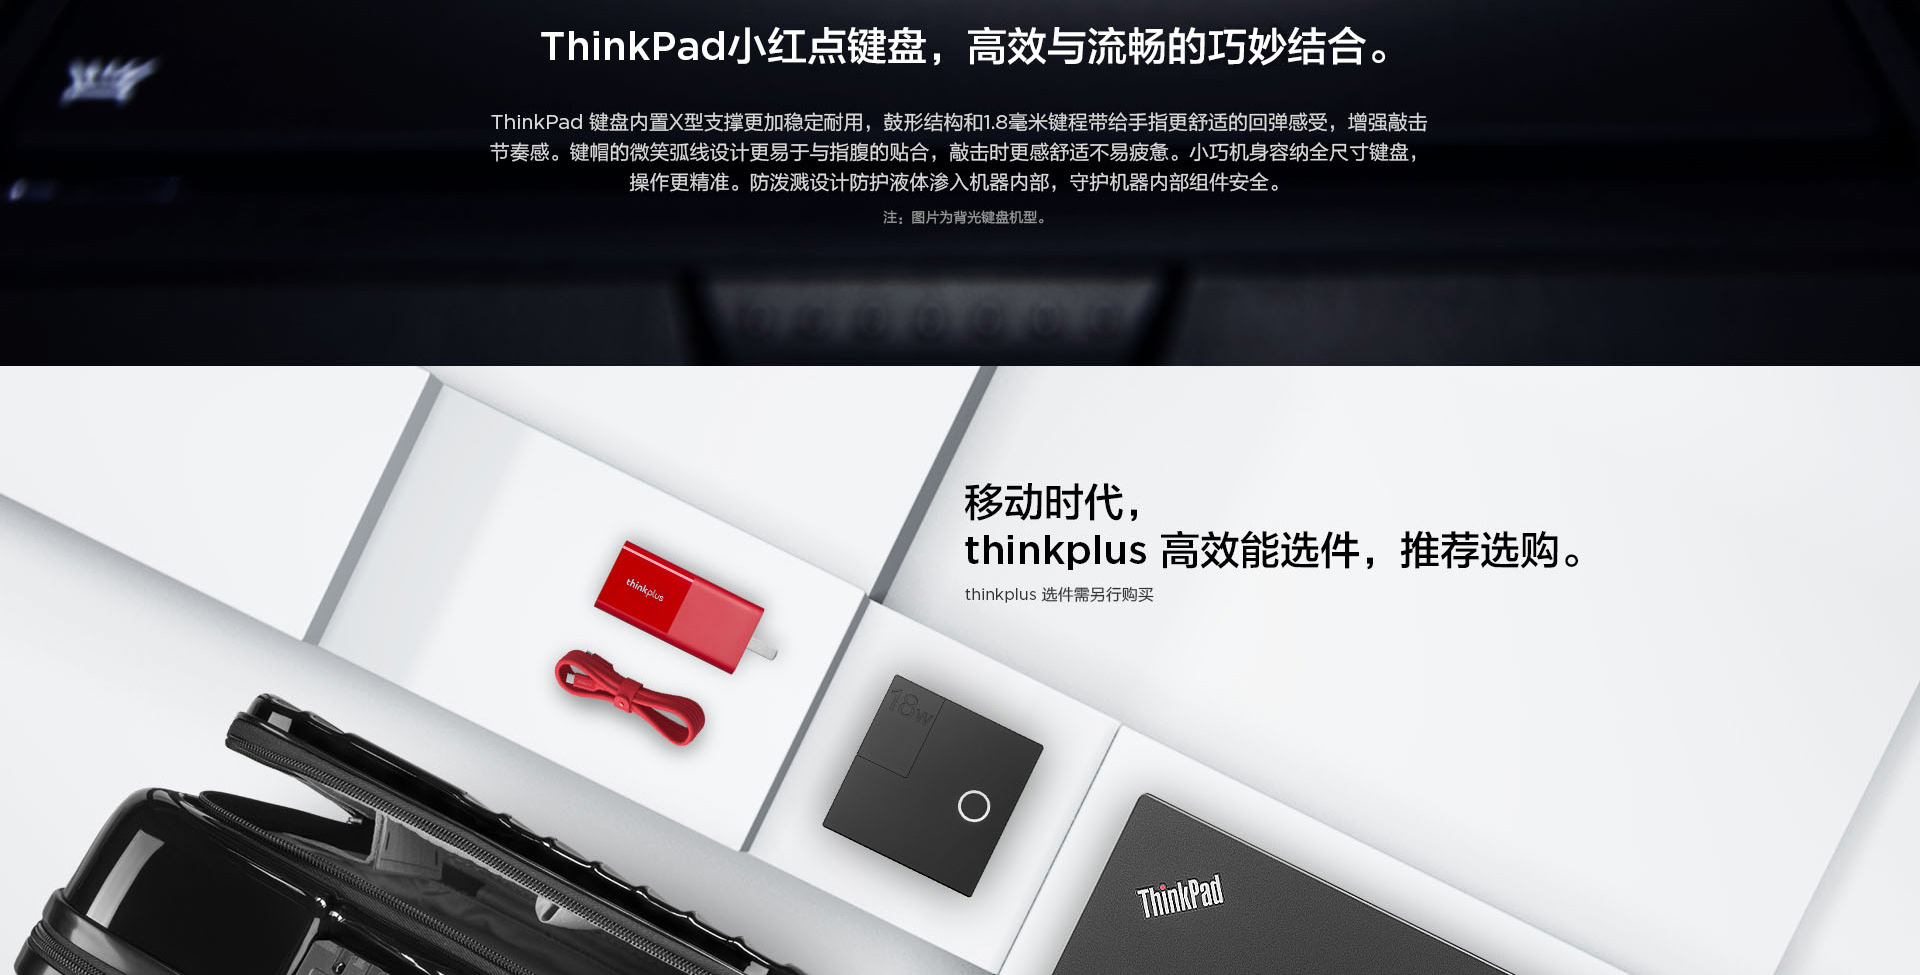 ThinkPad小红点键盘，高效与流畅的巧妙结合。
ThinkPad 键盘内置X型支撑更加稳定耐用，鼓形结构和1.8毫米键程带给手指更舒适的回弹感受，增强敲击
节奏感。键帽的微笑弧线设计更易于与指腹的贴合，敲击时更感舒适不易疲惫。小巧机身容纳全尺寸键盘，
操作更精准。防泼溅设计防护液体渗入机器内部，守护机器内部组件安全。
注：图片为背光键盘机型。
移动时代，
thinkplus 高效能选件，推荐选购。
thinkplus 选件需另行购买
thinkplus
18w
ThinkPad